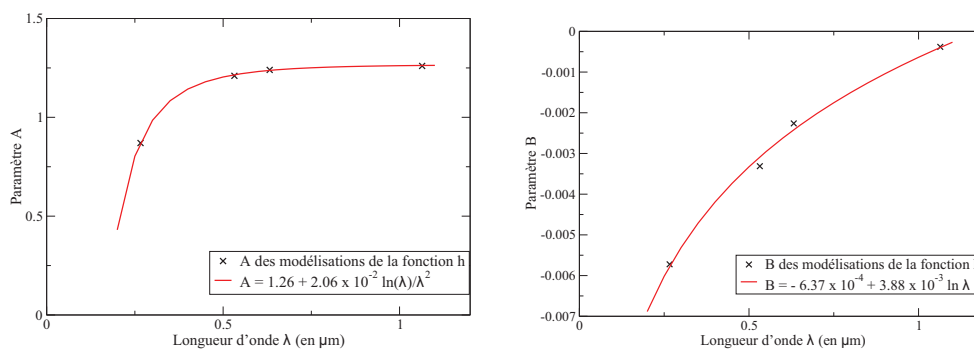 1.5
1
0.5
0
0
0.5
1
Paramètre A
Longueur d'onde λ (en μm)
A des modélisations de la fonction h
A = 1.26 + 2.06 x 10⁻² ln(λ)/λ²
0
-0.001
-0.002
-0.003
-0.004
-0.005
-0.006
-0.007
0
0.5
1
Paramètre B
Longueur d'onde λ (en μm)
B des modélisations de la fonction
B = - 6.37 x 10⁻⁴ + 3.88 x 10⁻³ ln λ